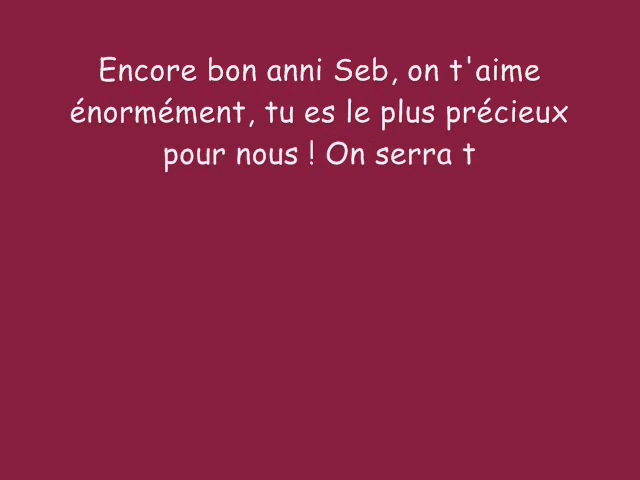 Encore bon anni Seb, on t'aime
énormément, tu es le plus précieux
pour nous ! On serra t